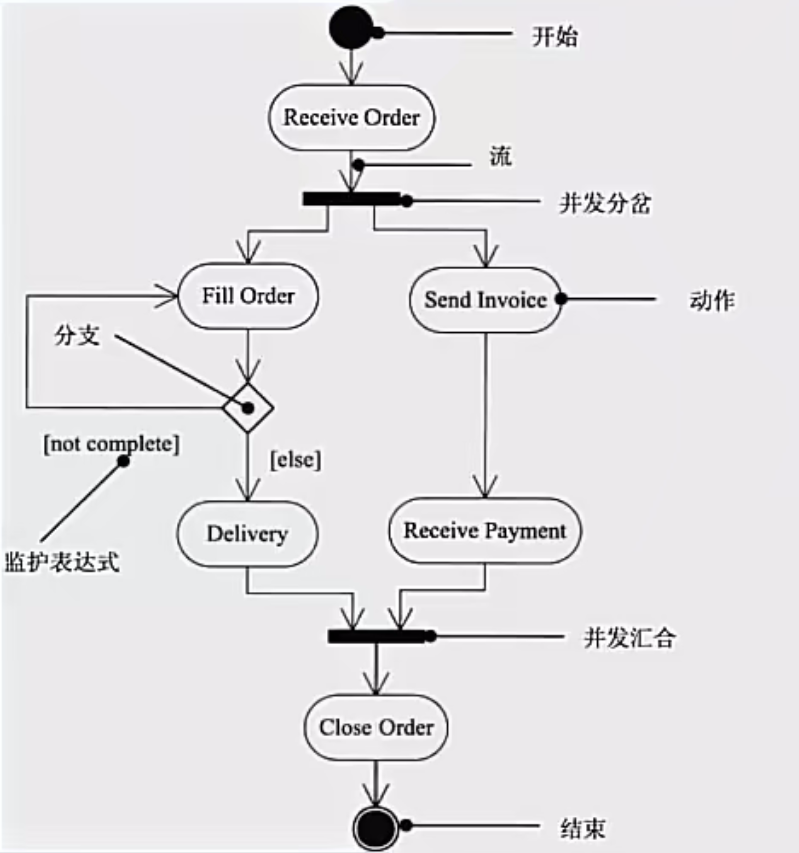 开始
Receive Order
流
并发分岔
Fill Order
Send Invoice
动作
分支
[not complete]
[else]
Delivery
Receive Payment
监护表达式
并发汇合
Close Order
结束